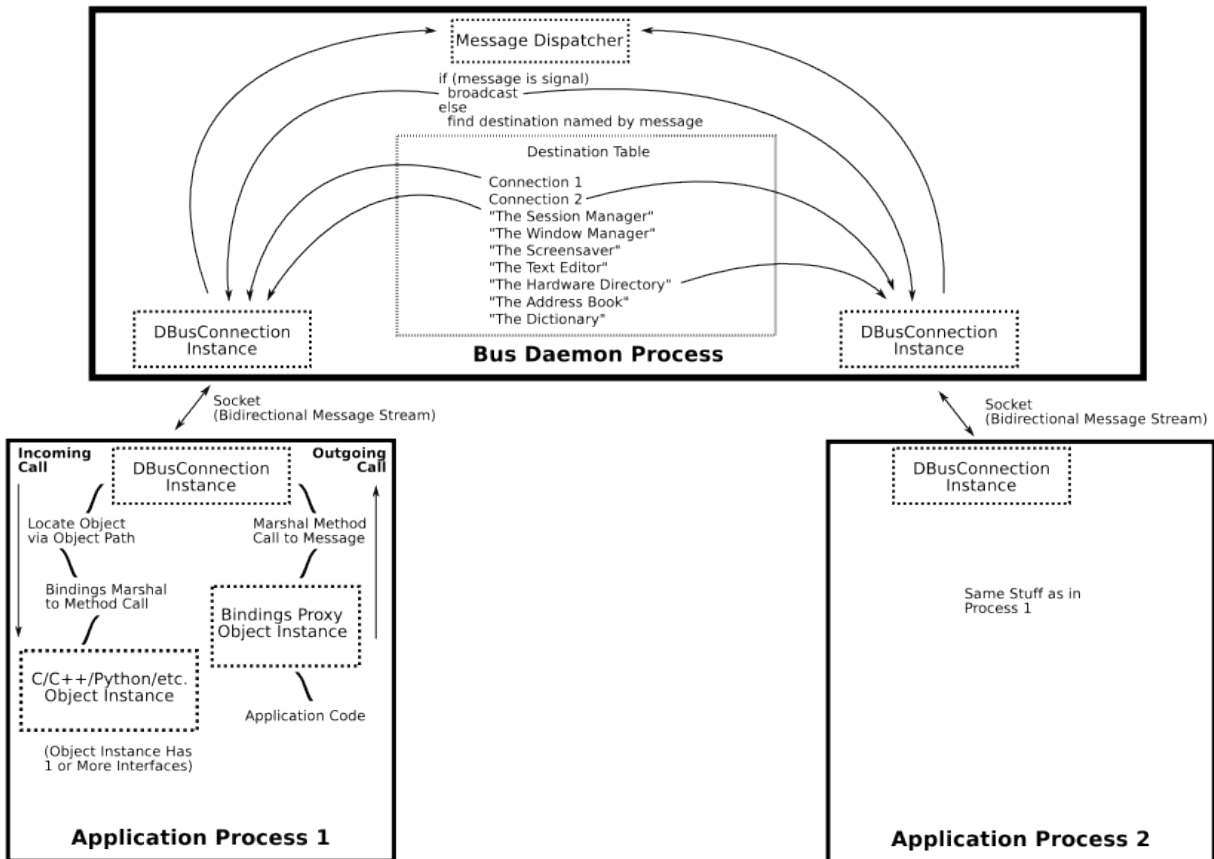 Message Dispatcher
if (message is signal)
broadcast
else
find destination named by message
Destination Table
Connection 1
Connection 2
"The Session Manager"
"The Window Manager"
"The Screensaver"
"The Text Editor"
"The Hardware Directory"
"The Address Book"
"The Dictionary"
DBusConnection
Instance
DBusConnection
Instance
Bus Daemon Process
Socket
(Bidirectional Message Stream)
Socket
(Bidirectional Message Stream)
Incoming
Call
DBusConnection
Instance
Outgoing
Call
Locate Object
via Object Path
Marshal Method
Call to Message
Bindings Marshal
to Method Call
Bindings Proxy
Object Instance
C/C++/Python/etc.
Object Instance
Application Code
(Object Instance Has
1 or More Interfaces)
Application Process 1
DBusConnection
Instance
Same Stuff as in
Process 1
Application Process 2